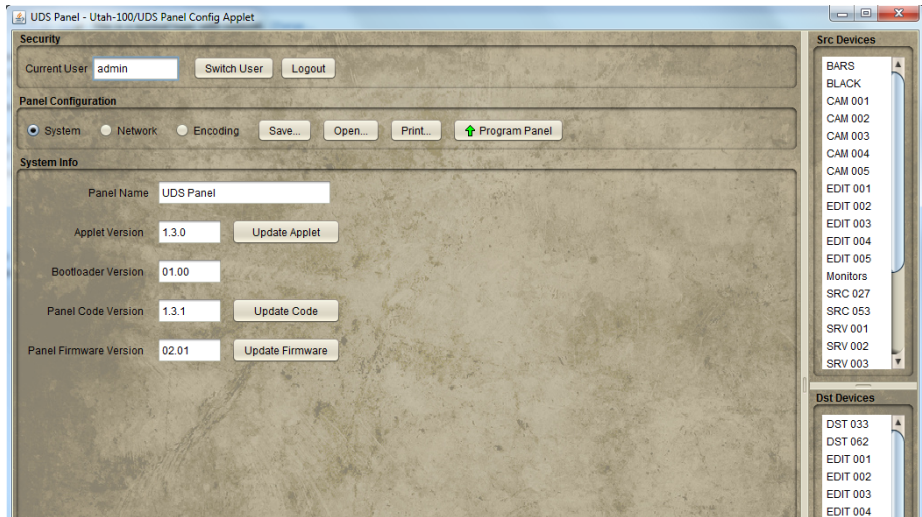 UDS Panel - Utah-100/UDS Panel Config Applet
Security
Current User admin Switch User Logout
Panel Configuration
System Network Encoding Save... Open... Print... Program Panel
System Info
Panel Name UDS Panel
Applet Version 1.3.0 Update Applet
Bootloader Version 01.00
Panel Code Version 1.3.1 Update Code
Panel Firmware Version 02.01 Update Firmware
Src Devices
BARS
BLACK
CAM 001
CAM 002
CAM 003
CAM 004
CAM 005
EDIT 001
EDIT 002
EDIT 003
EDIT 004
EDIT 005
Monitors
SRC 027
SRC 053
SRV 001
SRV 002
SRV 003
Dst Devices
DST 033
DST 062
EDIT 001
EDIT 002
EDIT 003
EDIT 004